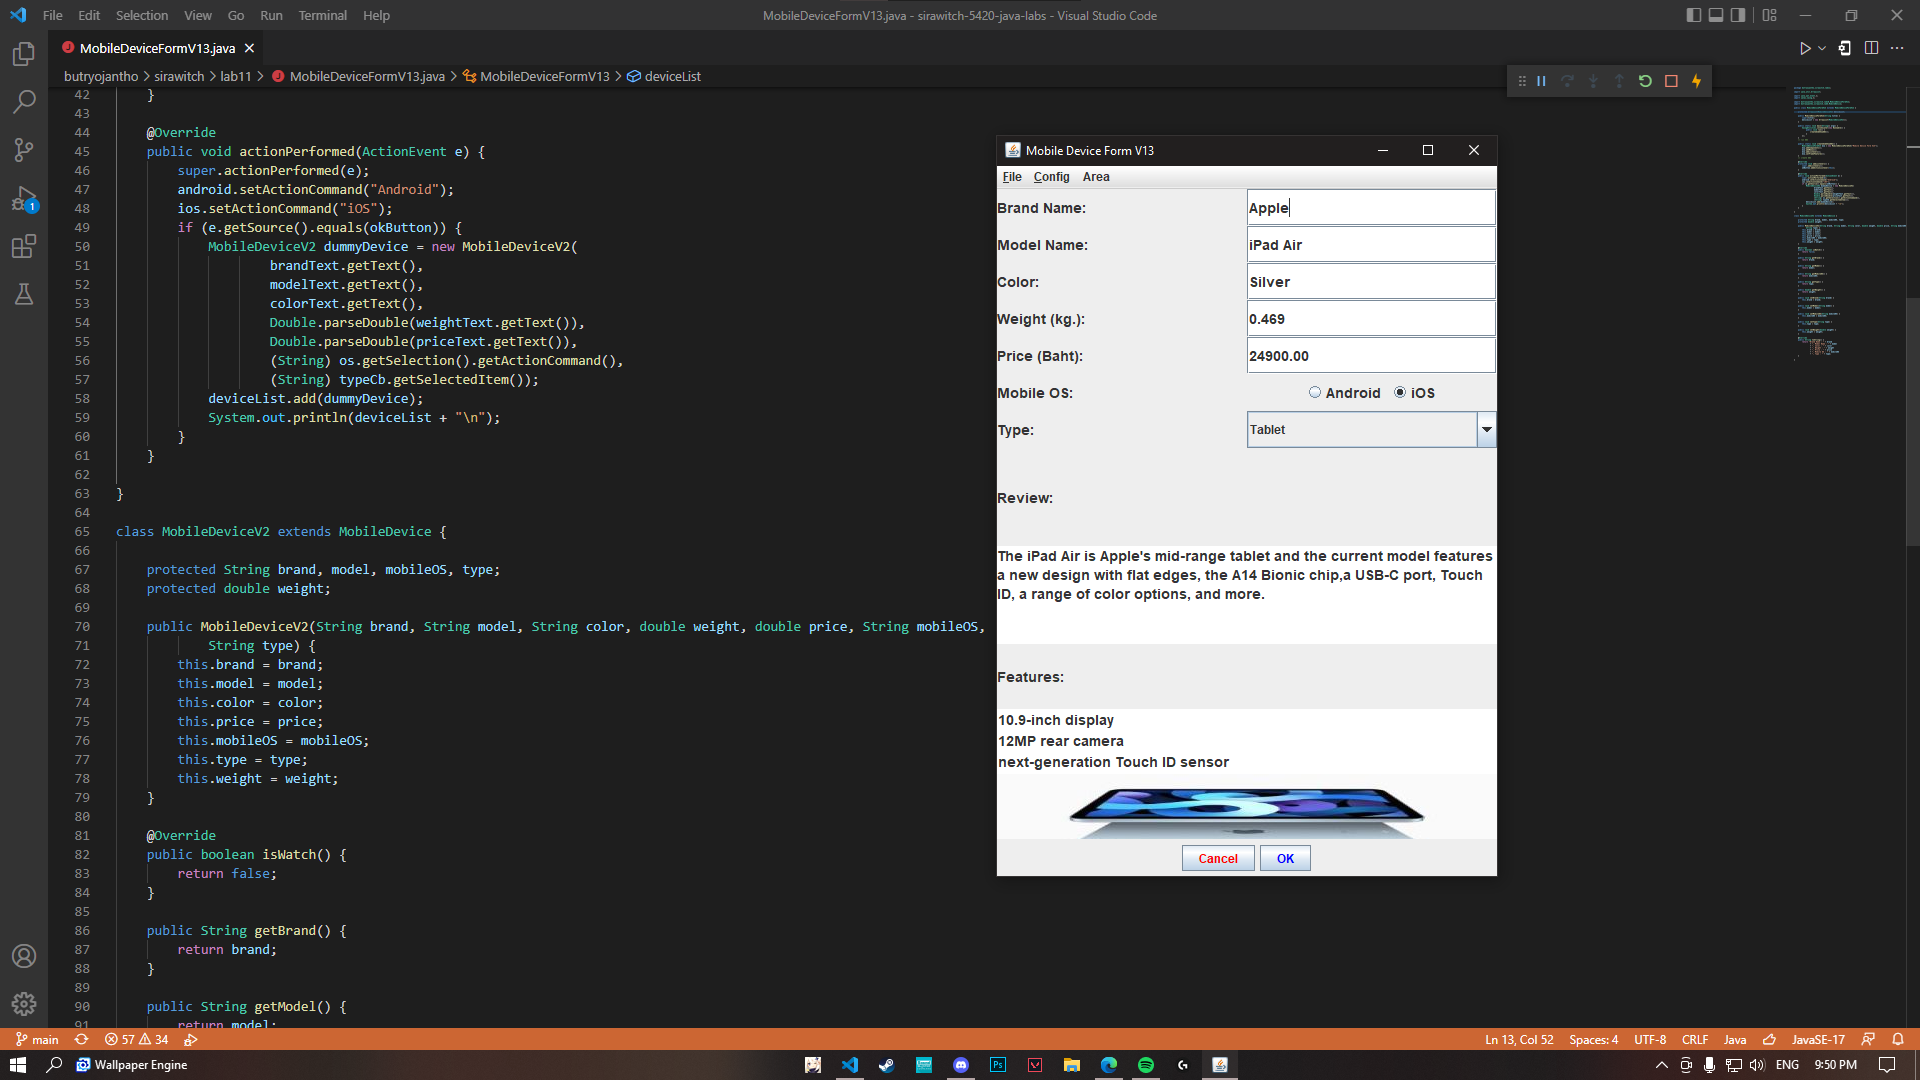 File Edit Selection View Go Run Terminal Help
MobileDeviceFormV13.java - sirawitch-5420-java-labs - Visual Studio Code
MobileDeviceFormV13.java
butryojantho > sirawitch > lab11 > MobileDeviceFormV13.java > MobileDeviceFormV13 > deviceList
42 }
43
44 @Override
45 public void actionPerformed(ActionEvent e) {
46 super.actionPerformed(e);
47 android.setActionCommand("Android");
48 ios.setActionCommand("iOS");
49 if (e.getSource().equals(okButton)) {
50 MobileDeviceV2 dummyDevice = new MobileDeviceV2(
51 brandText.getText(),
52 modelText.getText(),
53 colorText.getText(),
54 Double.parseDouble(weightText.getText()),
55 Double.parseDouble(priceText.getText()),
56 (String) os.getSelection().getActionCommand(),
57 (String) typeCb.getSelectedItem());
58 deviceList.add(dummyDevice);
59 System.out.println(deviceList + "\n");
60 }
61 }
62
63 }
64
65 class MobileDeviceV2 extends MobileDevice {
66
67 protected String brand, model, mobileOS, type;
68 protected double weight;
69
70 public MobileDeviceV2(String brand, String model, String color, double weight, double price, String mobileOS,
71 String type) {
72 this.brand = brand;
73 this.model = model;
74 this.color = color;
75 this.price = price;
76 this.mobileOS = mobileOS;
77 this.type = type;
78 this.weight = weight;
79 }
80
81 @Override
82 public boolean isWatch() {
83 return false;
84 }
85
86 public String getBrand() {
87 return brand;
88 }
89
90 public String getModel() {
91 return model;
Mobile Device Form V13
File Config Area
Brand Name: Apple
Model Name: iPad Air
Color: Silver
Weight (kg.): 0.469
Price (Baht): 24900.00
Mobile OS: Android iOS
Type: Tablet
Review:
The iPad Air is Apple's mid-range tablet and the current model features
a new design with flat edges, the A14 Bionic chip,a USB-C port, Touch
ID, a range of color options, and more.
Features:
10.9-inch display
12MP rear camera
next-generation Touch ID sensor
Cancel OK
1
main 57 34
Ln 13, Col 52 Spaces: 4 UTF-8 CRLF Java JavaSE-17
Wallpaper Engine
Ps
ENG 9:50 PM